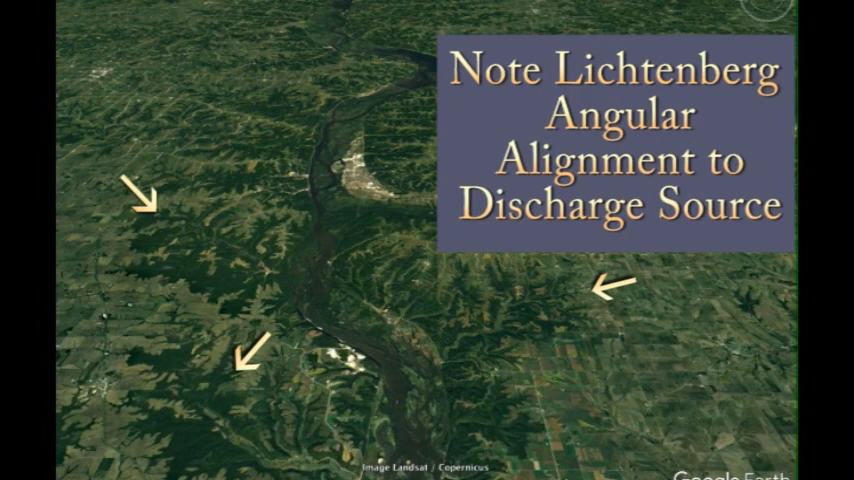 Note Lichtenberg
Angular
Alignment to
Discharge Source
Image Landsat / Copernicus
Google Earth